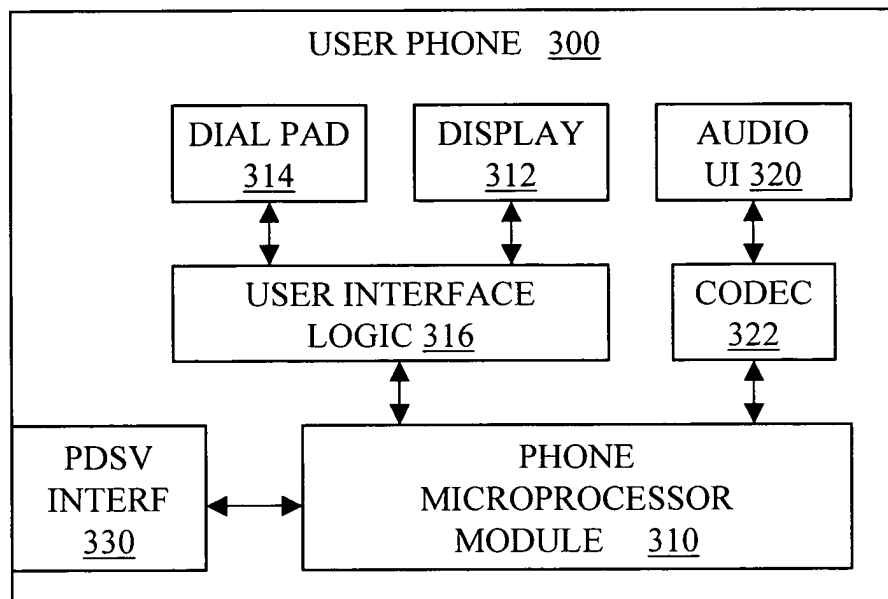 USER PHONE 300
DIAL PAD
314
DISPLAY
312
AUDIO
UI 320
USER INTERFACE
LOGIC 316
CODEC
322
PDSV
INTERF
330
PHONE
MICROPROCESSOR
MODULE 310